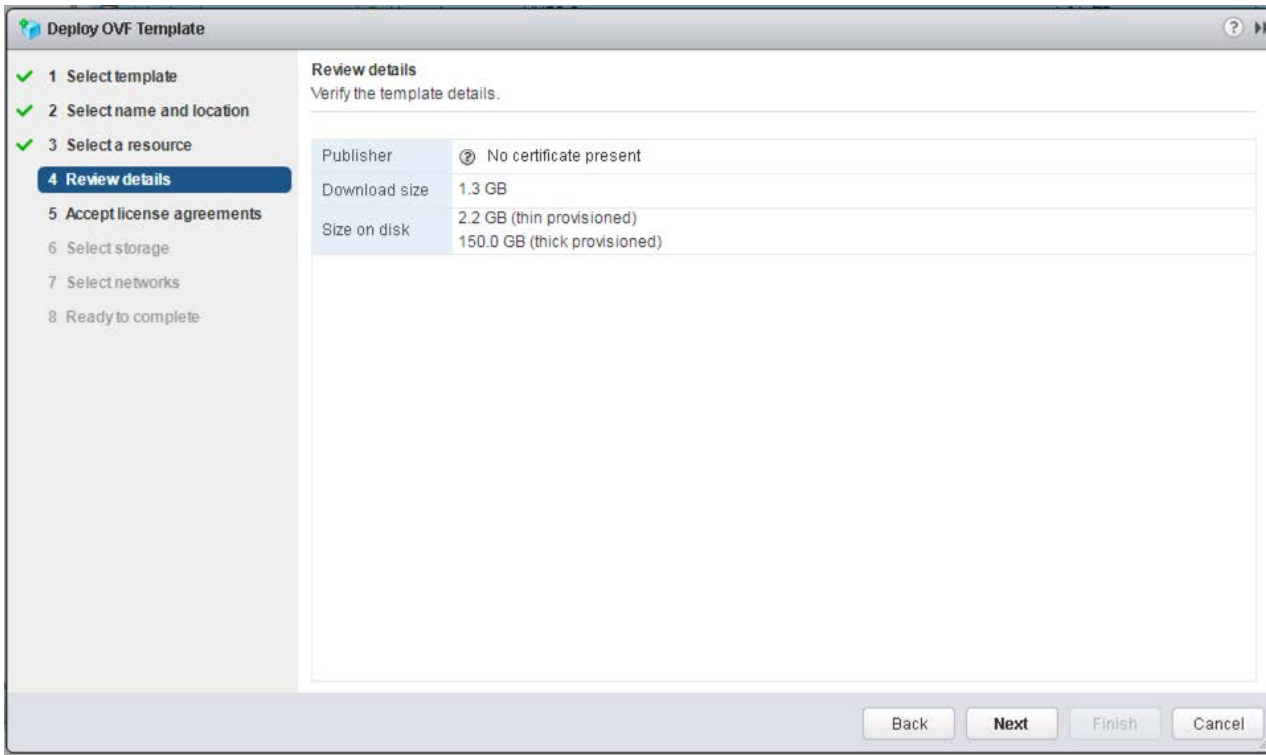 Deploy OVF Template
1 Select template
2 Select name and location
3 Select a resource
4 Review details
5 Accept license agreements
6 Select storage
7 Select networks
8 Ready to complete
Review details
Verify the template details.
Publisher ? No certificate present
Download size 1.3 GB
Size on disk 2.2 GB (thin provisioned)
150.0 GB (thick provisioned)
Back Next Finish Cancel